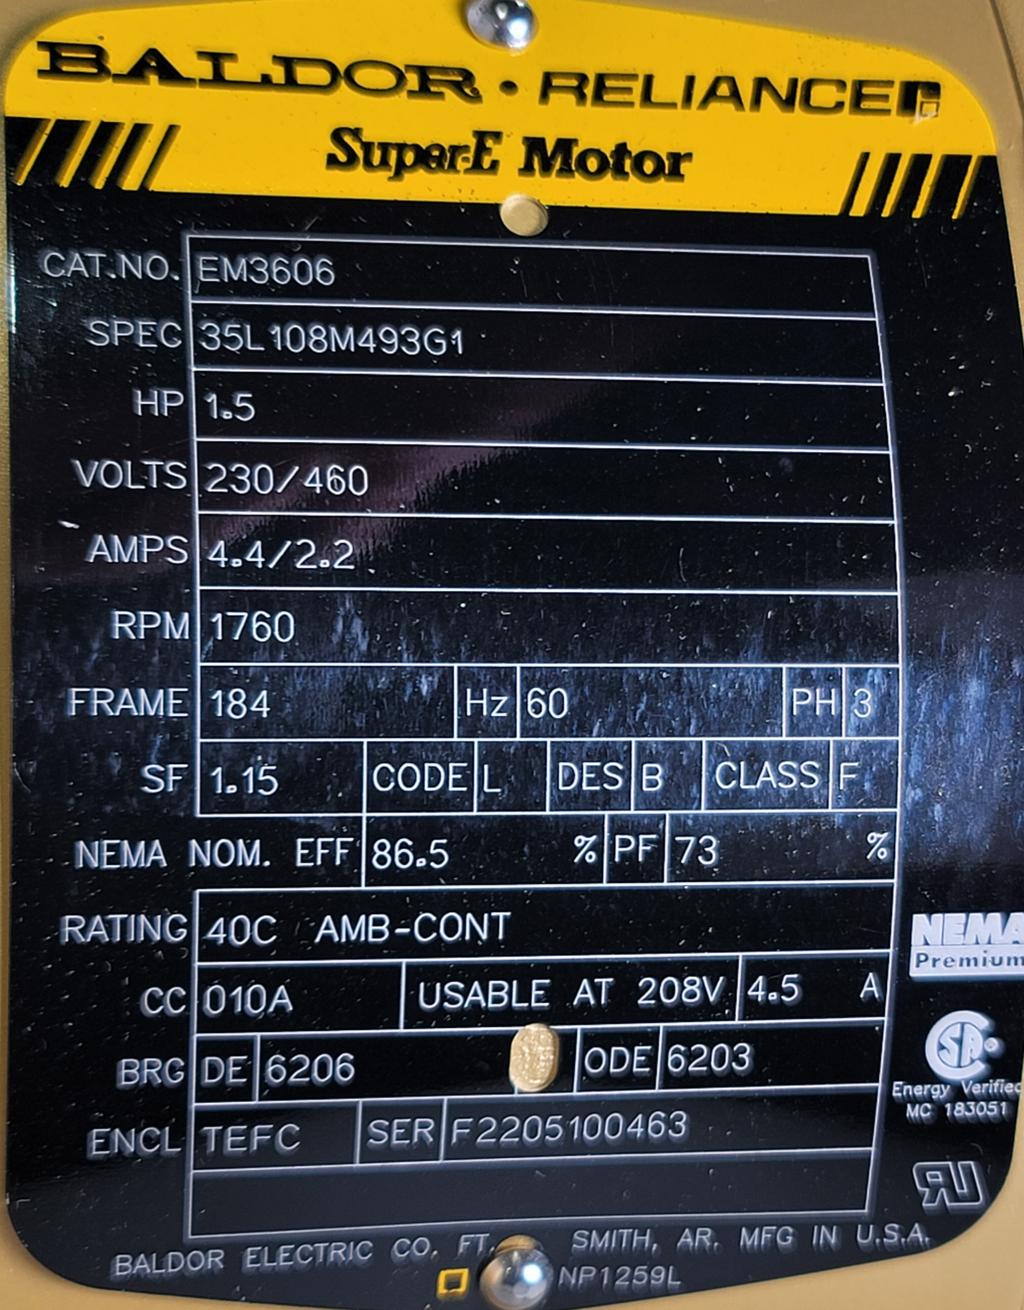 BALDOR • RELIANCE
Super-E Motor
CAT.NO. EM3606
SPEC 35L108M493G1
HP 1.5
VOLTS 230/460
AMPS 4.4/2.2
RPM 1760
FRAME 184 Hz 60 PH 3
SF 1.15 CODE L DES B CLASS F
NEMA NOM. EFF 86.5 % PF 73 %
RATING 40C AMB-CONT
NEMA
Premium
CC 010A USABLE AT 208V 4.5 A
SA
BRG DE 6206 ODE 6203
Energy Verified
MC 183051
ENCL TEFC SER F2205100463
RU
BALDOR ELECTRIC CO. FT. SMITH, AR. MFG IN U.S.A.
NP1259L